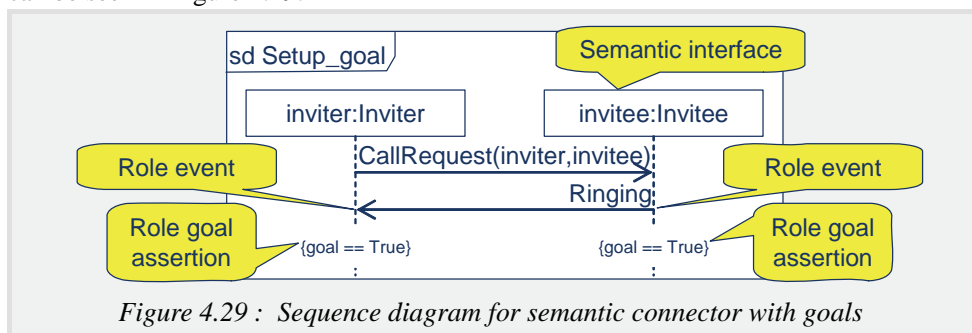 sd Setup_goal
Semantic interface
inviter:Inviter
invitee:Invitee
CallRequest(inviter,invitee)
Role event
Role event
Ringing
Role goal
assertion
{goal == True}
{goal == True}
Role goal
assertion
Figure 4.29 : Sequence diagram for semantic connector with goals